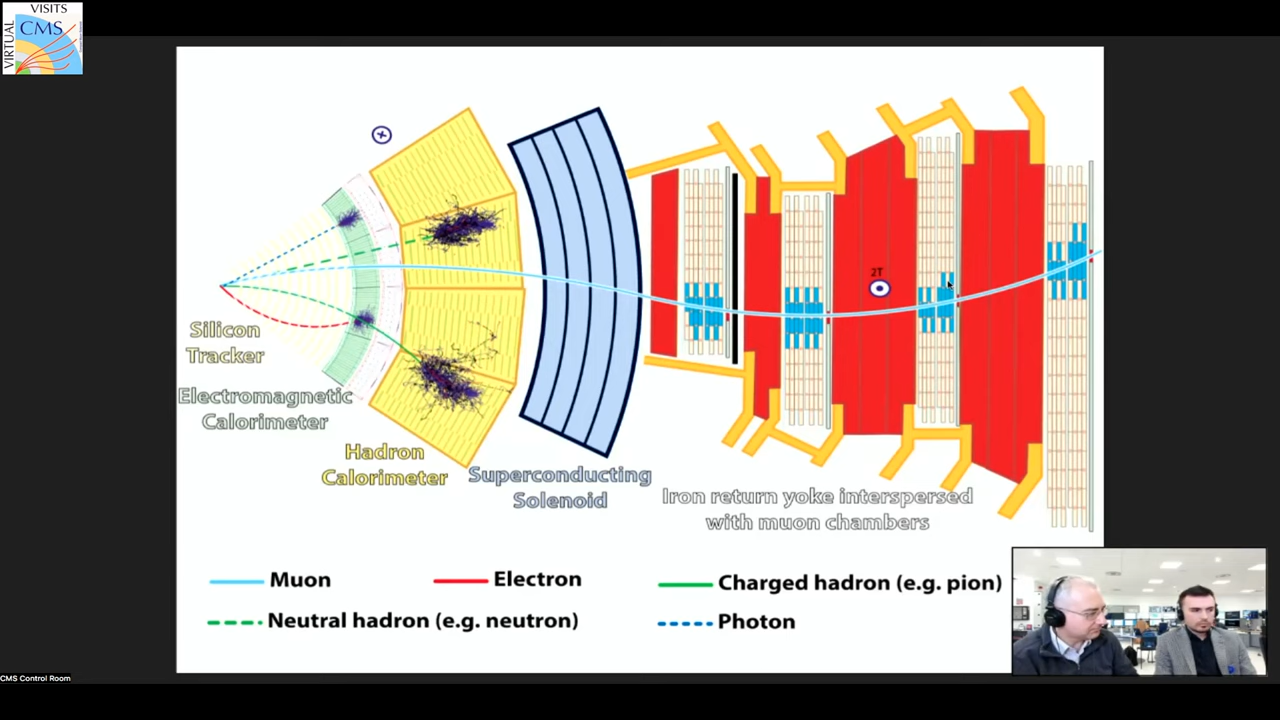 VISITS
CMS
VIRTUAL
2T
Silicon
Tracker
Electromagnetic
Calorimeter
Hadron
Calorimeter
Superconducting
Solenoid
Iron return yoke interspersed
with muon chambers
Muon
Electron
Charged hadron (e.g. pion)
Neutral hadron (e.g. neutron)
Photon
CMS Control Room